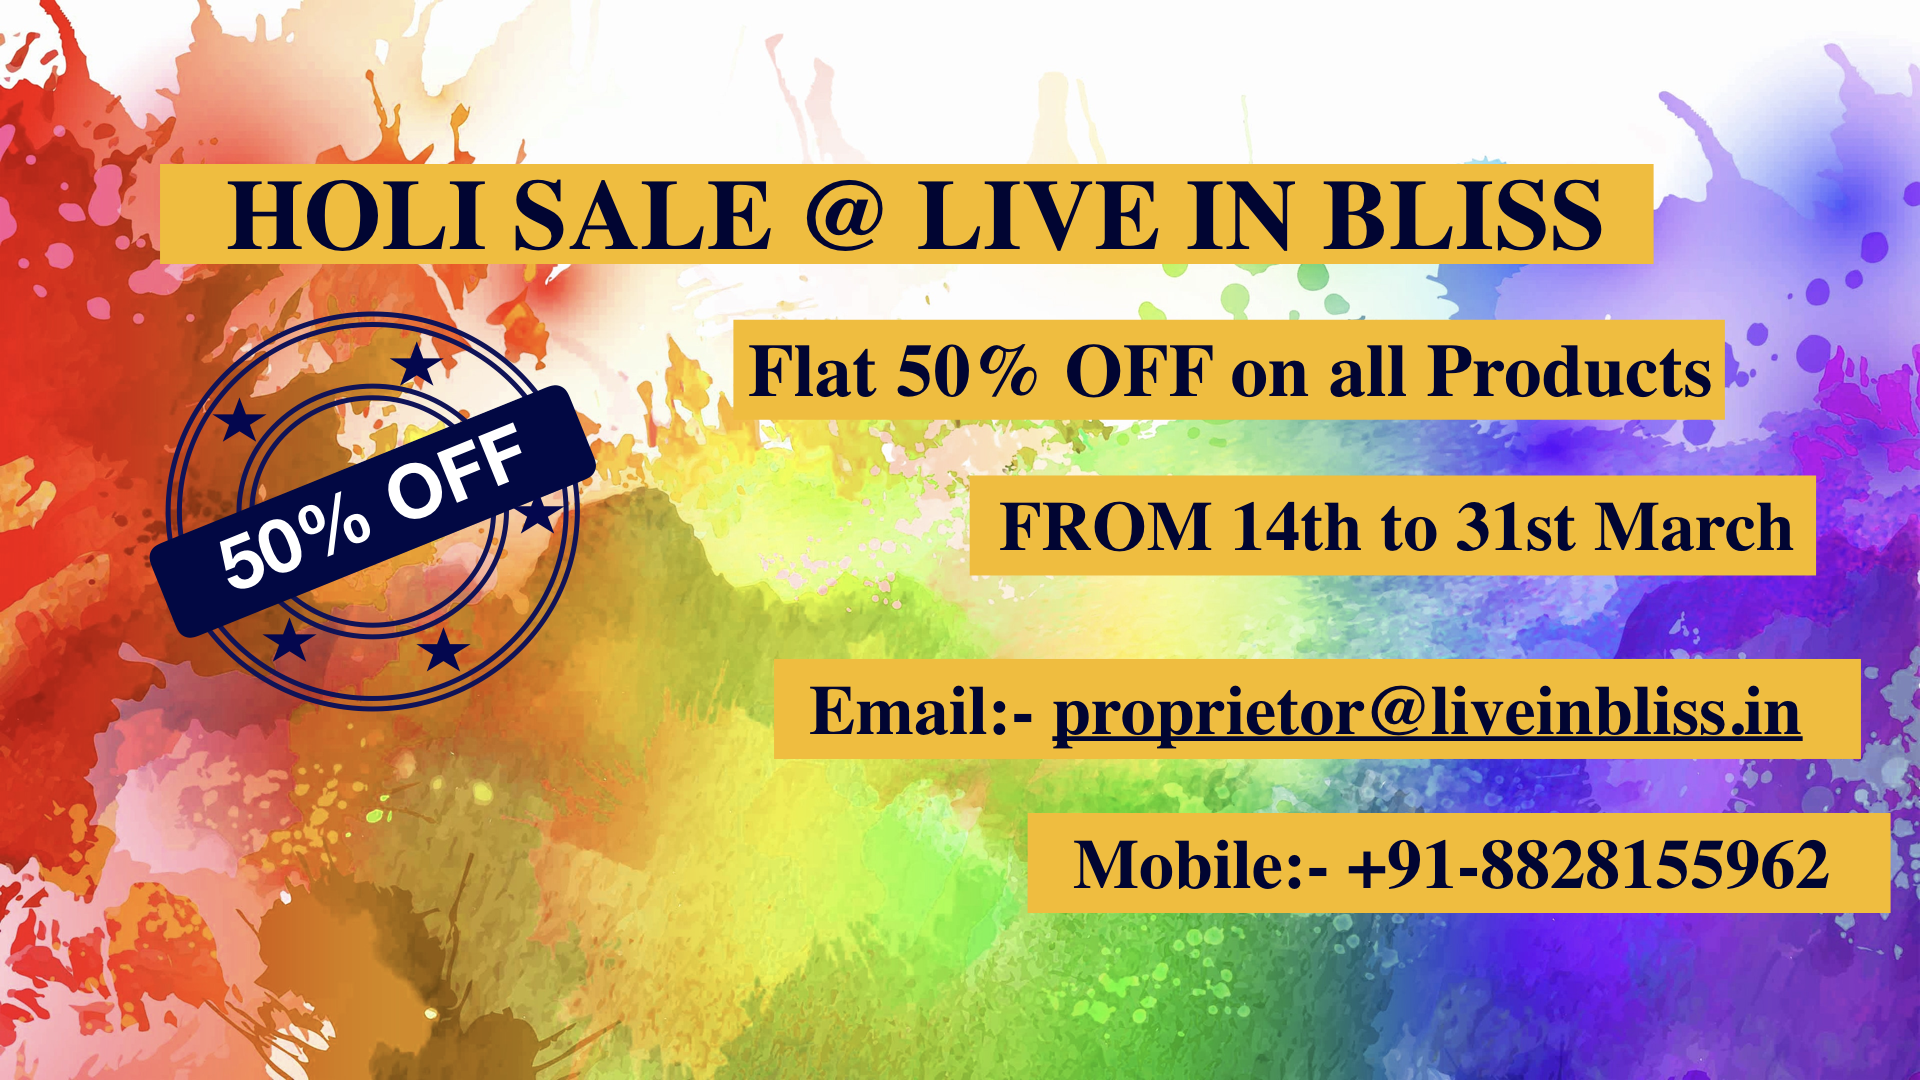 HOLI SALE @ LIVE IN BLISS
Flat 50% OFF on all Products
50% OFF
FROM 14th to 31st March
Email:- proprietor@liveinbliss.in
Mobile:- +91-8828155962